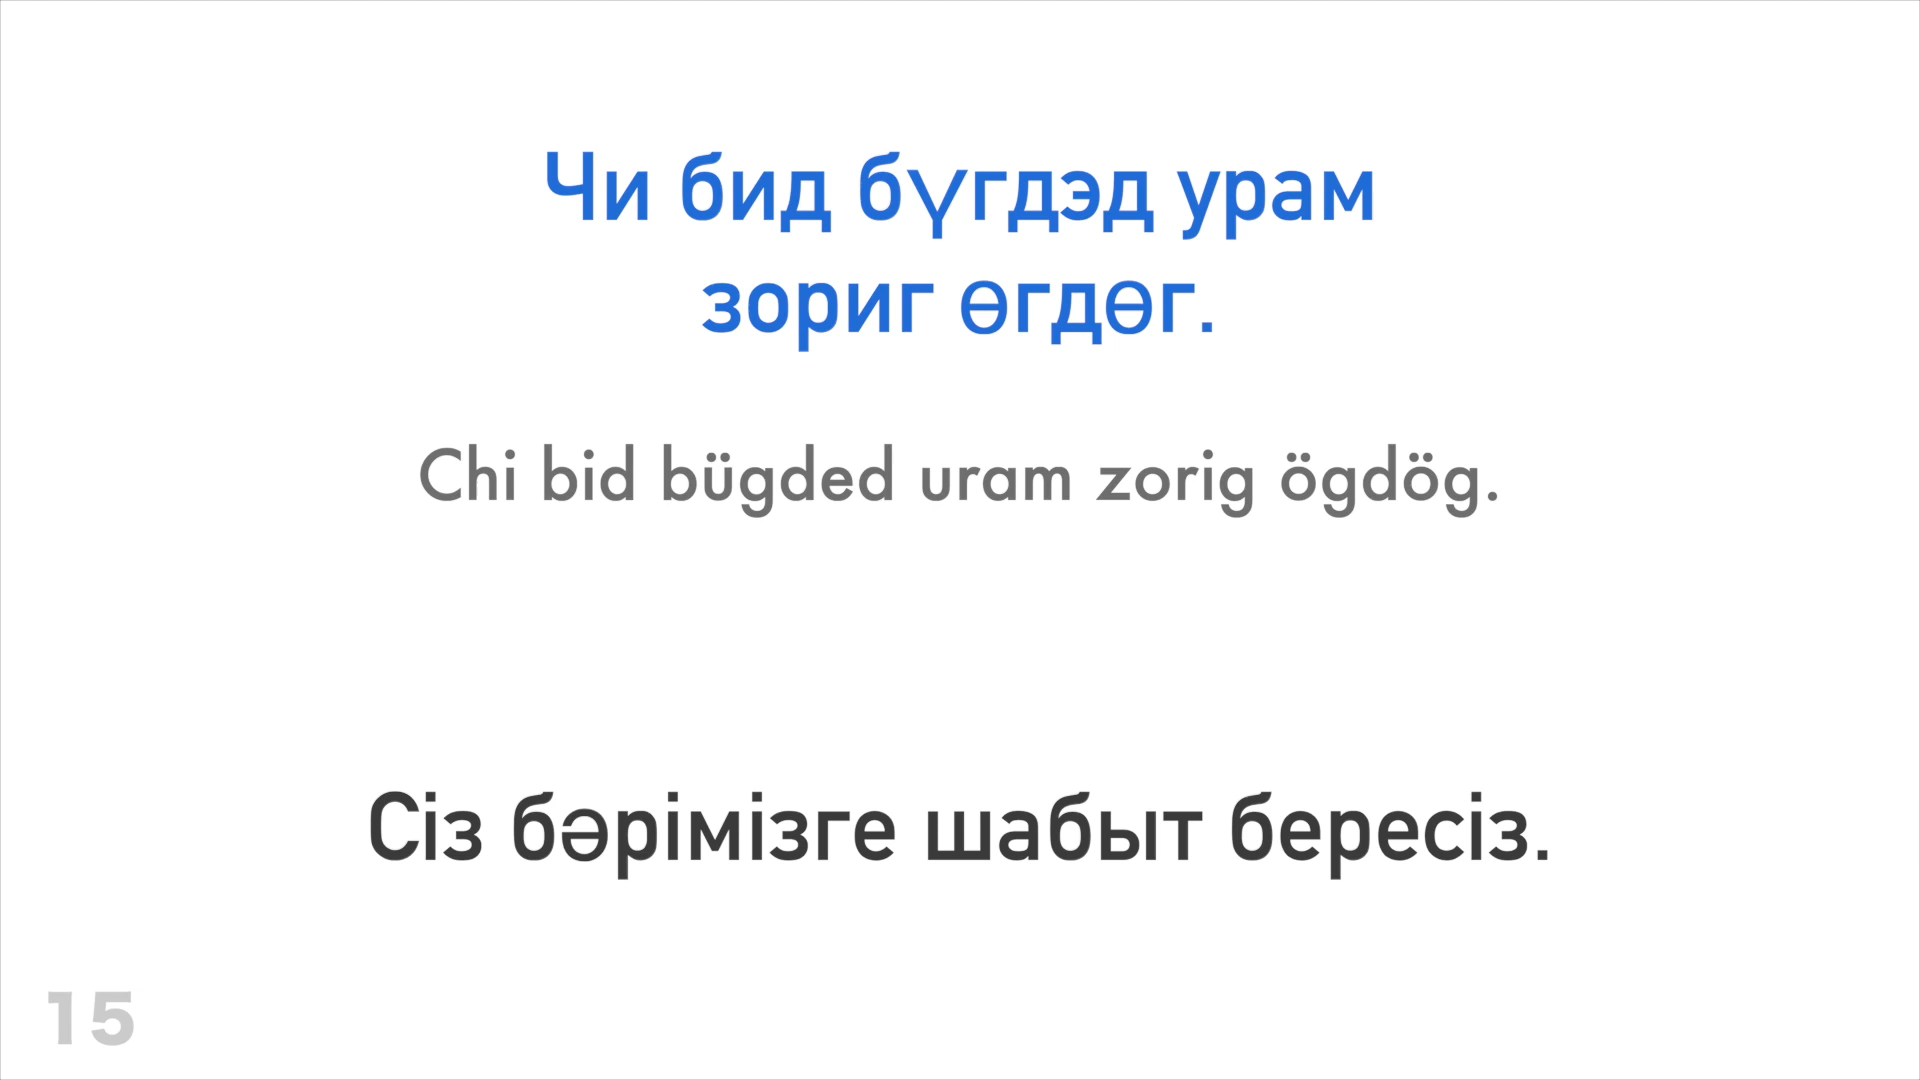 Чи бид бүгдэд урам
зориг өгдөг.
Chi bid bügded uram zorig ögdög.
Сіз бәрімізге шабыт бересіз.
15